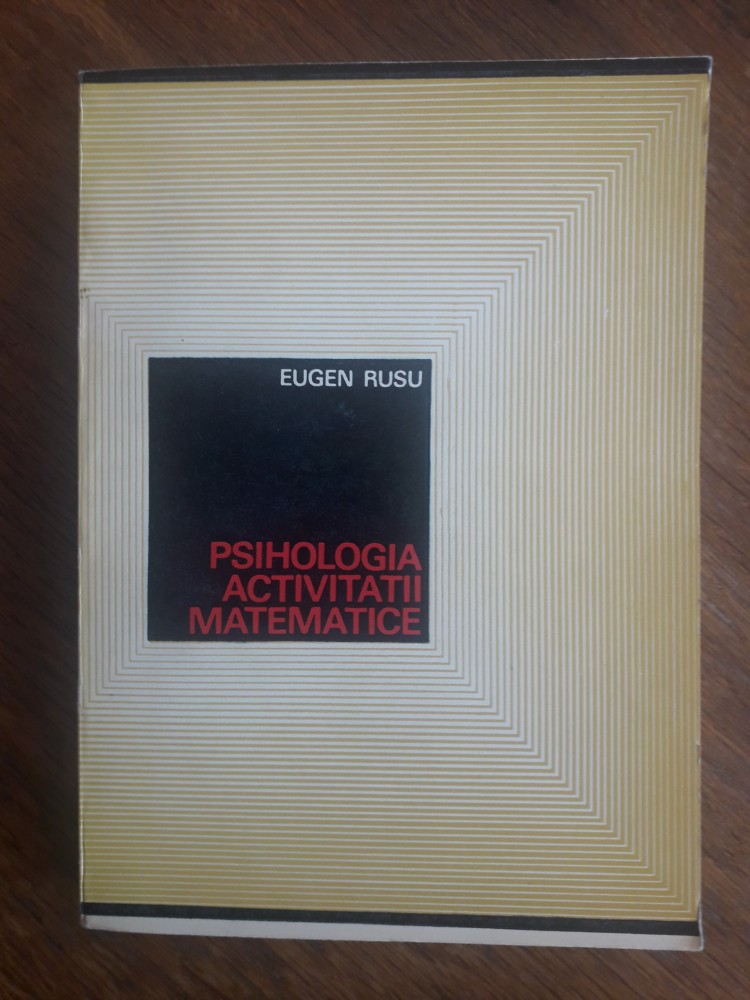 EUGEN RUSU
PSIHOLOGIA
ACTIVITATII
MATEMATICE